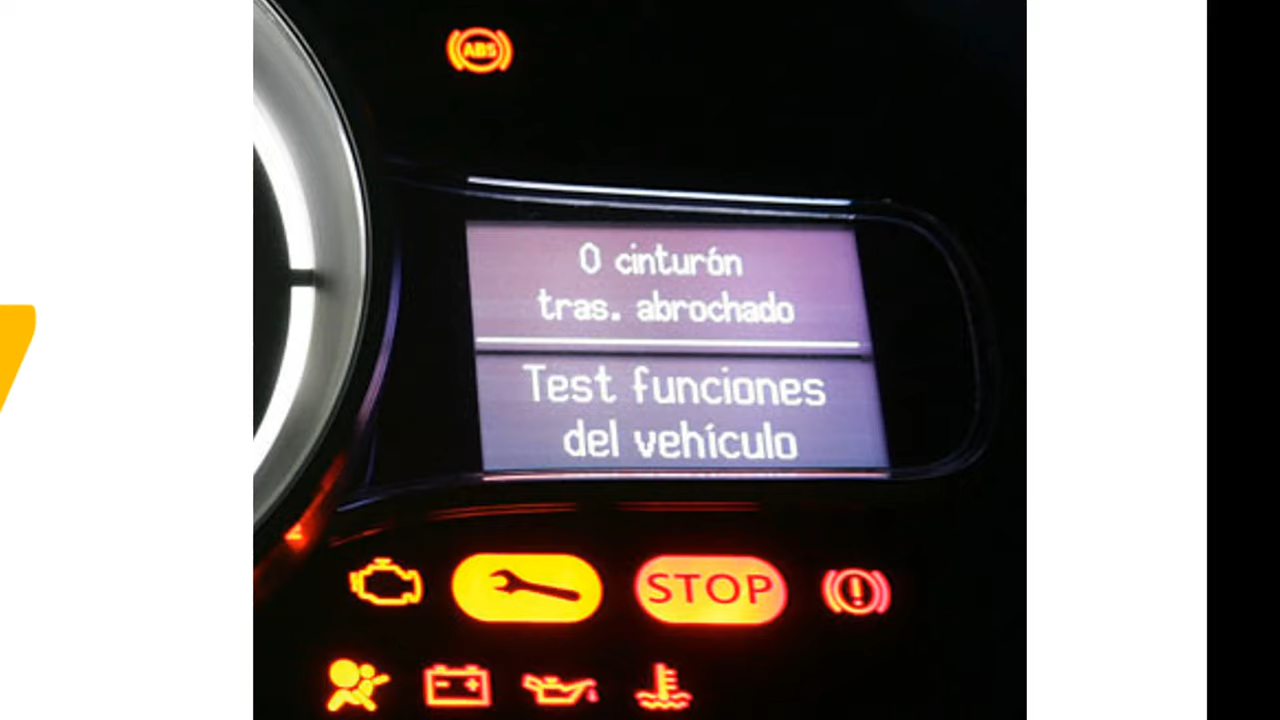 ABS
0 cinturón
tras. abrochado
Test funciones
del vehículo
STOP